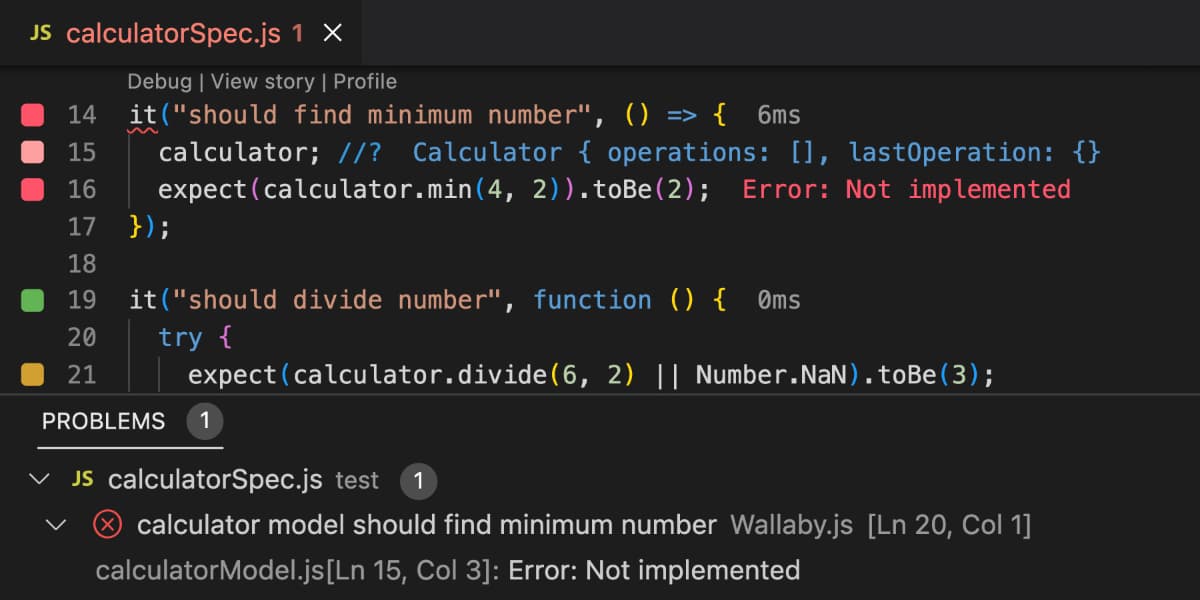 JS calculatorSpec.js 1
Debug | View story | Profile
14 it("should find minimum number", () => { 6ms
15 calculator; //? Calculator { operations: [], lastOperation: {}
16 expect(calculator.min(4, 2)).toBe(2); Error: Not implemented
17 });
18
19 it("should divide number", function () { 0ms
20 try {
21 expect(calculator.divide(6, 2) || Number.NaN).toBe(3);
PROBLEMS 1
JS calculatorSpec.js test 1
calculator model should find minimum number Wallaby.js [Ln 20, Col 1]
calculatorModel.js[Ln 15, Col 3]: Error: Not implemented